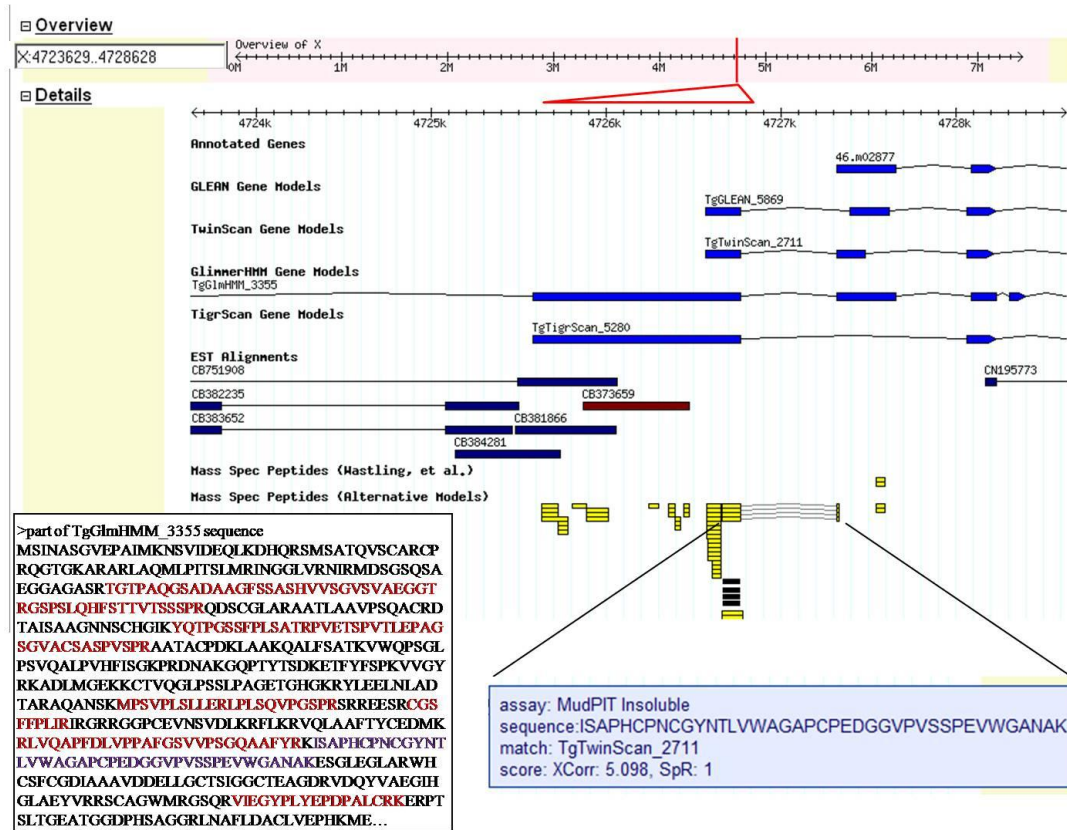 Overview
X:4723629..4728628
Overview of X
0M 1M 2M 3M 4M 5M 6M 7M
Details
4724k 4725k 4726k 4727k 4728k
Annotated Genes
46.m02877
GLEAN Gene Models
TgGLEAN_5869
TwinScan Gene Models
TgTwinScan_2711
GlimmerHMM Gene Models
TgGlmHMM_3355
TigrScan Gene Models
TgTigrScan_5280
EST Alignments
CB751908 CN195773
CB382235 CB373659
CB383652 CB381866
CB384281
Mass Spec Peptides (Wastling, et al.)
Mass Spec Peptides (Alternative Models)
>part of TgGlmHMM_3355 sequence
MSINASGVEPAIMKNSVIDEQLKDHQRSMSATQVSCARCP
RQGTGKARARLAQMLPITSLMRINGGLVRNIRMDSGSQSA
EGGAGASRTGTPAQGSADAAGFSSASHVVSGVSVAEGGT
RGSPSLQHFSTTVTSSSPRQDSCGLARAATLAAVPSQACRD
TAISAAGNNSCHGIKYQTPGSSFPLSATRPVETSPVTLEPAG
SGVACSASPVSPRAATACPDKLAAKQALFSATKVWQPSGL
PSVQALPVHFISGKPRDNAKGQPTYTSDKETFYFSPKVVGY
RKADLMGEKKCTVQGLPSSLPAGETGHGKRYLEELNLAD
TARAQANSKMPSVPLSLLERLPLSQVPGSPRSRREESRCGS
FFPLIRIRGRRGGPCEVNSVDLKRFLKRVQLAAFTYCEDMK
RLVQAPFDLVPPAFGSVVPSGQAAFYRKISAPHCPNCGYNT
LVWAGAPCPEDGGVPVSSPEVWGANAKESGLEGLARWH
CSFCGDIAAAVDDELLGCTSIGGCTEAGDRVDQYVAEGIH
GLAEYVRRSCAGWMRGSQRVIEGYPLYEPDPALCRKERPT
SLTGEATGGDPHSAGGRLNAFLDACLVEPHKME...
assay: MudPIT Insoluble
sequence:ISAPHCPNCGYNTLVWAGAPCPEDGGVPVSSPEVWGANAK
match: TgTwinScan_2711
score: XCorr: 5.098, SpR: 1